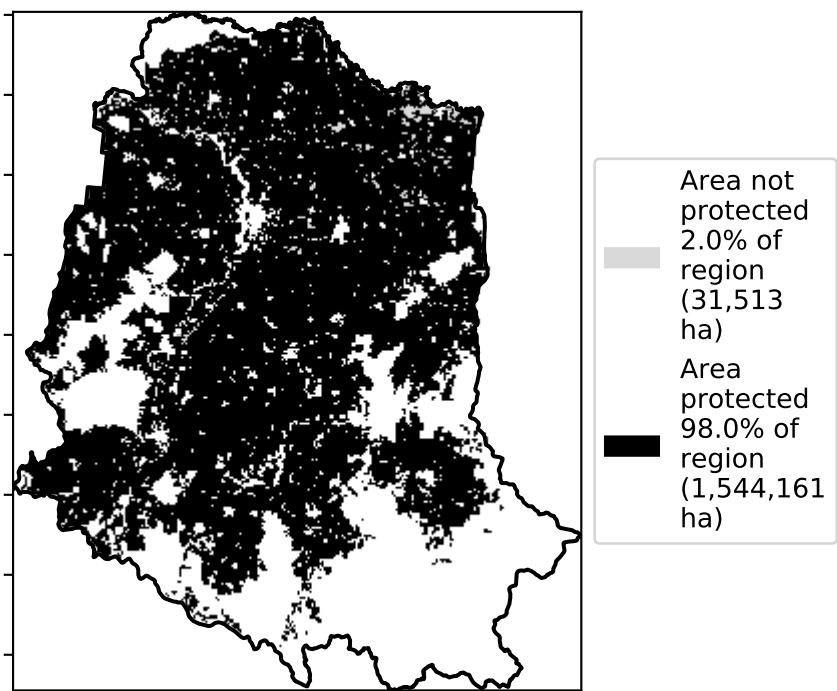 Area not
protected
2.0% of
region
(31,513
ha)
Area
protected
98.0% of
region
(1,544,161
ha)